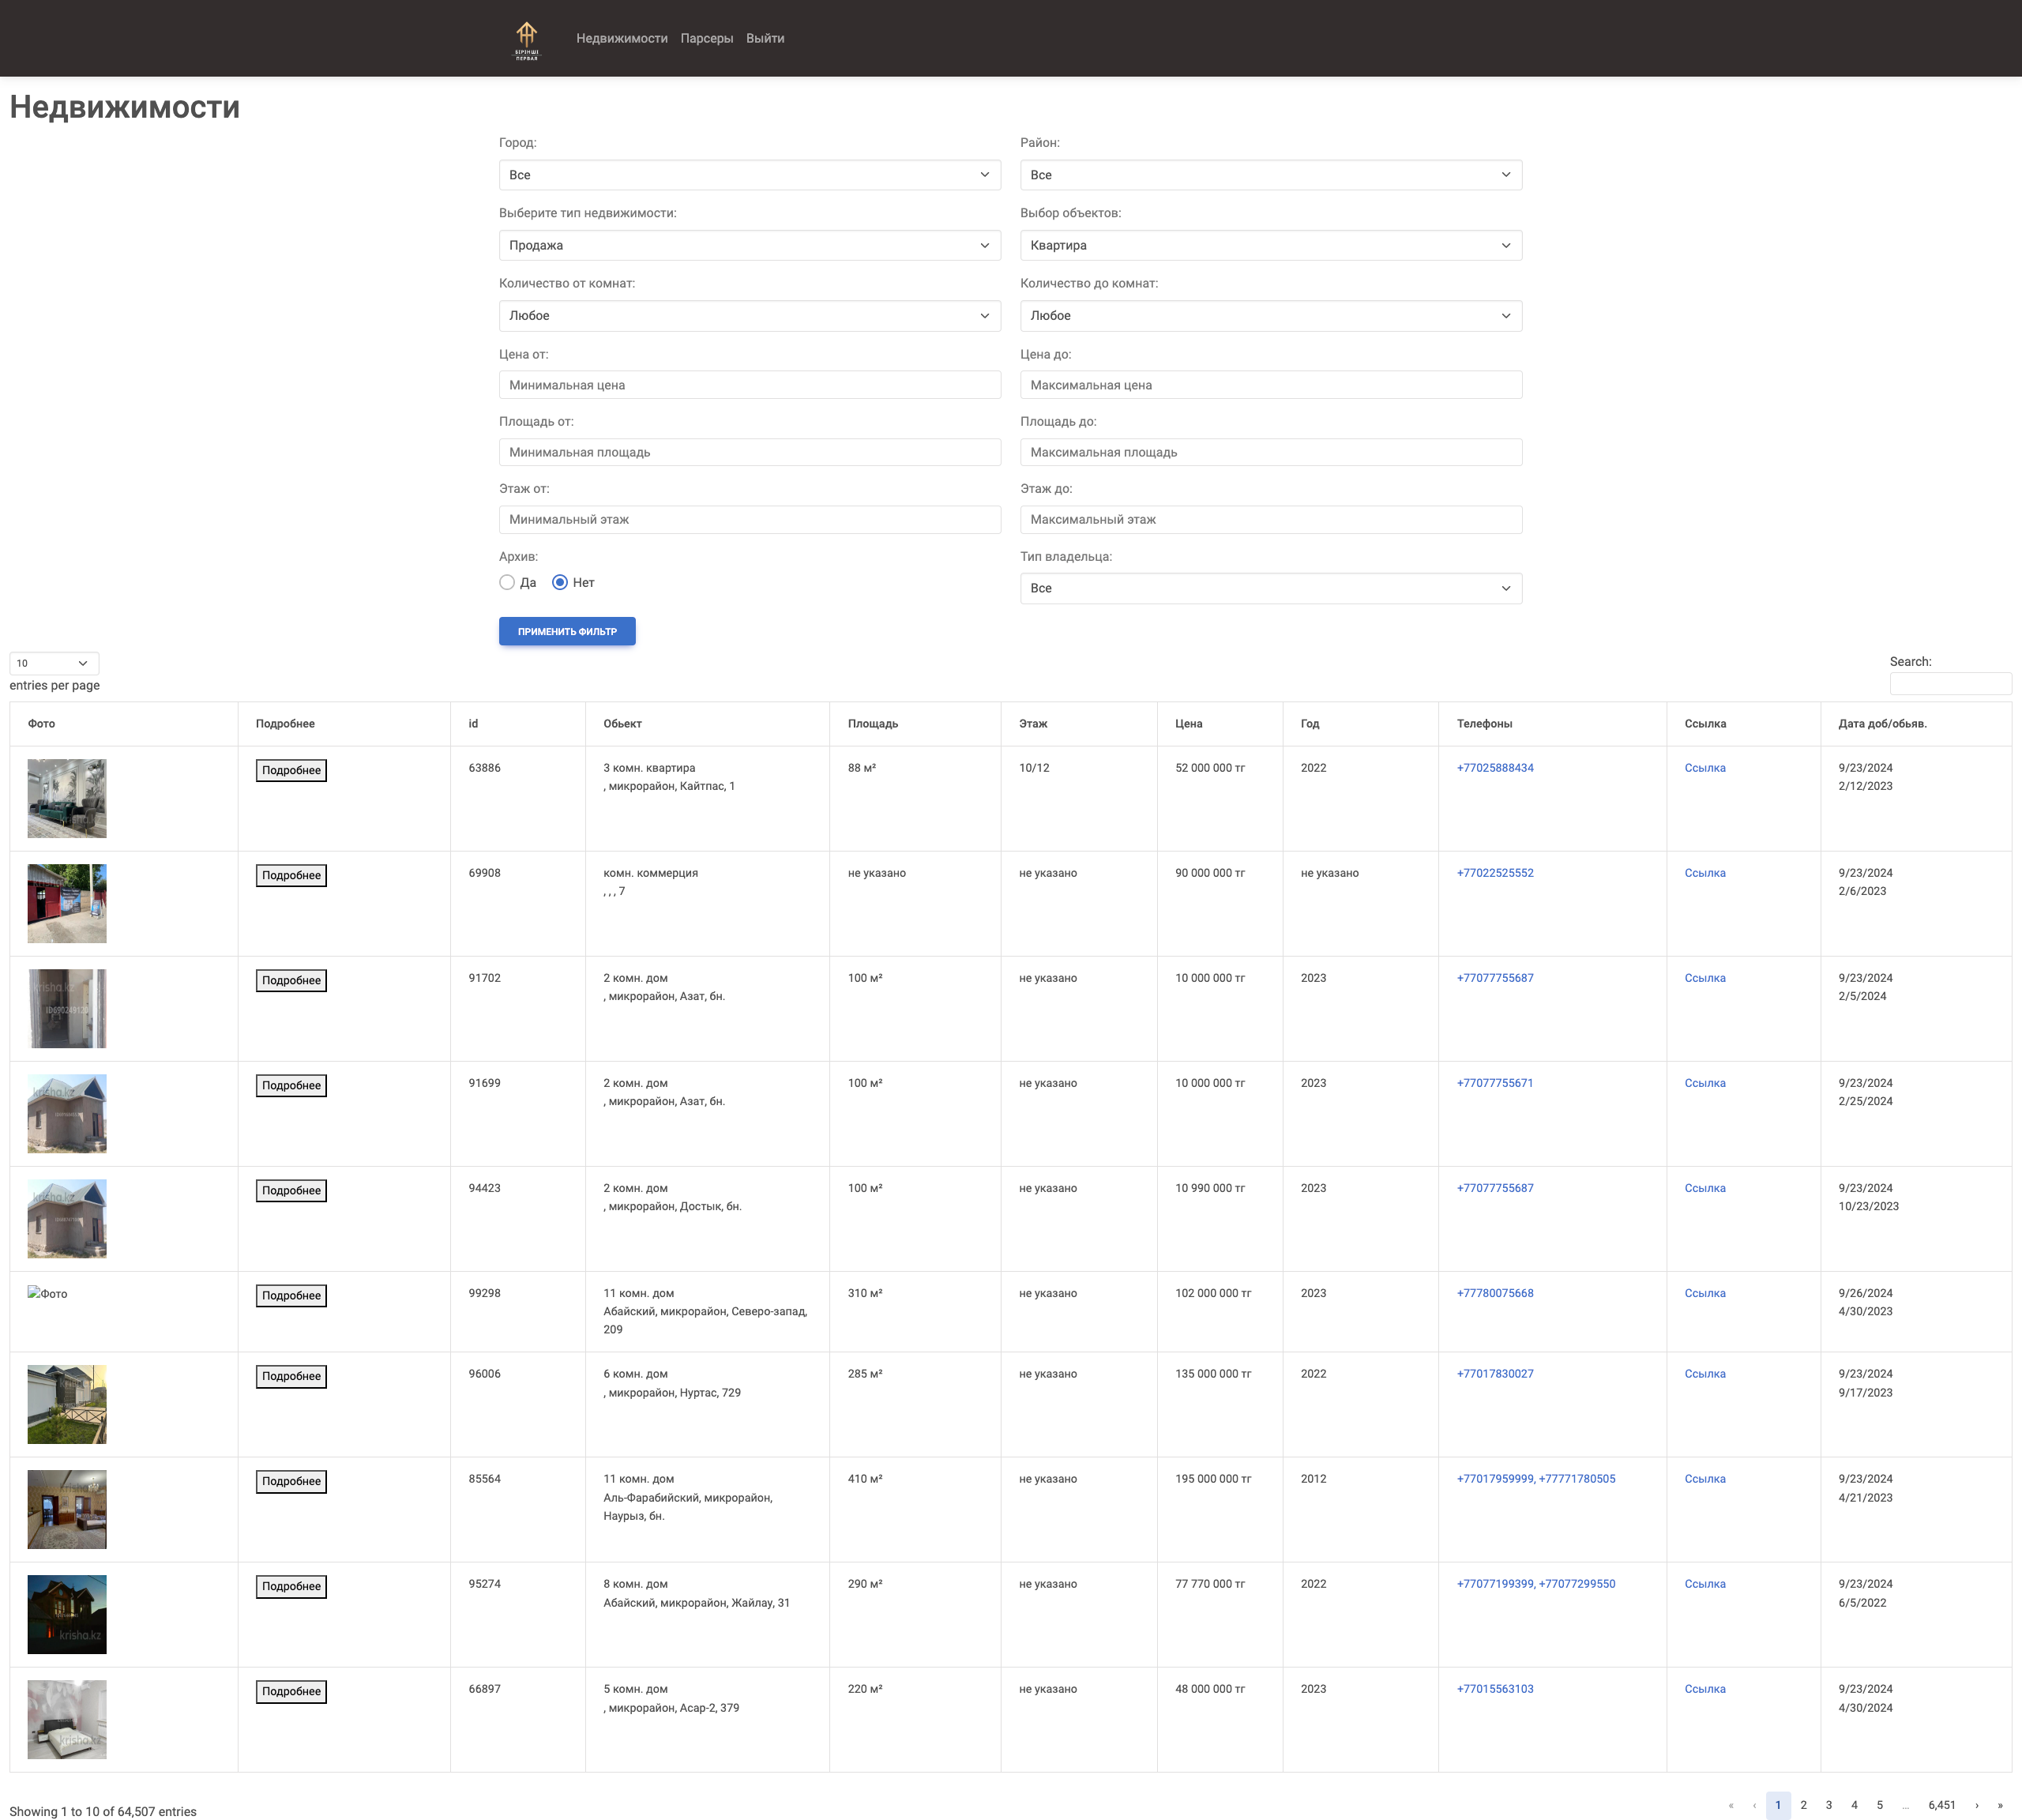 БІРІНШІ
ПЕРВАЯ
Недвижимости Парсеры Выйти
Недвижимости
Город: Район:
Все Все
Выберите тип недвижимости: Выбор объектов:
Продажа Квартира
Количество от комнат: Количество до комнат:
Любое Любое
Цена от: Цена до:
Минимальная цена Максимальная цена
Площадь от: Площадь до:
Минимальная площадь Максимальная площадь
Этаж от: Этаж до:
Минимальный этаж Максимальный этаж
Архив: Тип владельца:
Да Нет Все
ПРИМЕНИТЬ ФИЛЬТР
10 Search:
entries per page
Фото Подробнее id Обьект Площадь Этаж Цена Год Телефоны Ссылка Дата доб/обьяв.
Подробнее 63886 3 комн. квартира 88 м² 10/12 52 000 000 тг 2022 +77025888434 Ссылка 9/23/2024
, микрорайон, Кайтпас, 1 2/12/2023
Подробнее 69908 комн. коммерция не указано не указано 90 000 000 тг не указано +77022525552 Ссылка 9/23/2024
, , , 7 2/6/2023
Подробнее 91702 2 комн. дом 100 м² не указано 10 000 000 тг 2023 +77077755687 Ссылка 9/23/2024
, микрорайон, Азат, бн. 2/5/2024
krisha.kz
Подробнее 91699 2 комн. дом 100 м² не указано 10 000 000 тг 2023 +77077755671 Ссылка 9/23/2024
, микрорайон, Азат, бн. 2/25/2024
krisha.kz
Подробнее 94423 2 комн. дом 100 м² не указано 10 990 000 тг 2023 +77077755687 Ссылка 9/23/2024
, микрорайон, Достык, бн. 10/23/2023
krisha.kz
Фото Подробнее 99298 11 комн. дом 310 м² не указано 102 000 000 тг 2023 +77780075668 Ссылка 9/26/2024
Абайский, микрорайон, Северо-запад, 4/30/2023
209
Подробнее 96006 6 комн. дом 285 м² не указано 135 000 000 тг 2022 +77017830027 Ссылка 9/23/2024
, микрорайон, Нуртас, 729 9/17/2023
Подробнее 85564 11 комн. дом 410 м² не указано 195 000 000 тг 2012 +77017959999, +77771780505 Ссылка 9/23/2024
Аль-Фарабийский, микрорайон, 4/21/2023
Наурыз, бн.
Подробнее 95274 8 комн. дом 290 м² не указано 77 770 000 тг 2022 +77077199399, +77077299550 Ссылка 9/23/2024
Абайский, микрорайон, Жайлау, 31 6/5/2022
krisha.kz
Подробнее 66897 5 комн. дом 220 м² не указано 48 000 000 тг 2023 +77015563103 Ссылка 9/23/2024
, микрорайон, Асар-2, 379 4/30/2024
Showing 1 to 10 of 64,507 entries « ‹ 1 2 3 4 5 … 6,451 › »